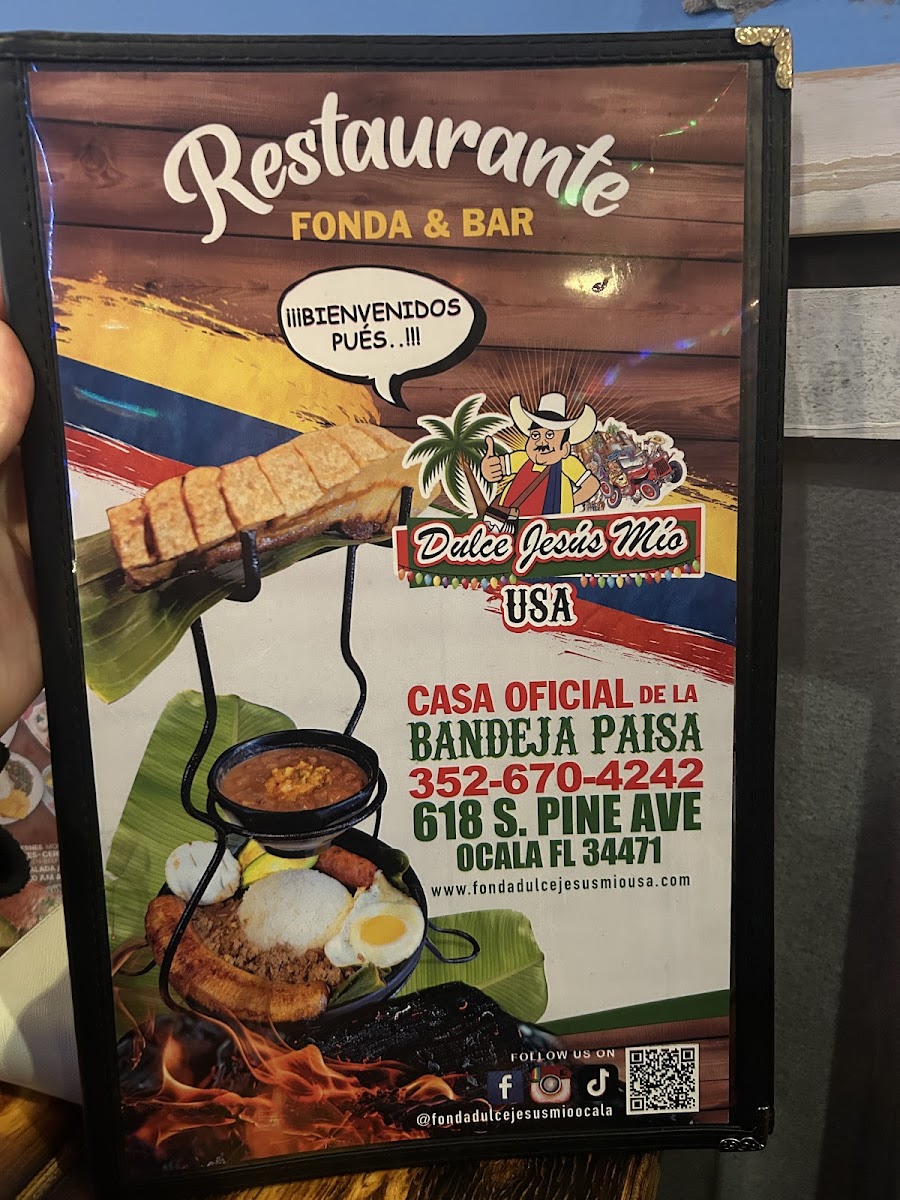 Restaurante
FONDA & BAR
¡¡¡BIENVENIDOS
PUÉS..!!!
Dulce Jesús Mío
USA
CASA OFICIAL DE LA
BANDEJA PAISA
352-670-4242
618 S. PINE AVE
OCALA FL 34471
www.fondadulcejesusmiousa.com
FOLLOW US ON
@fondadulcejesusmioocala